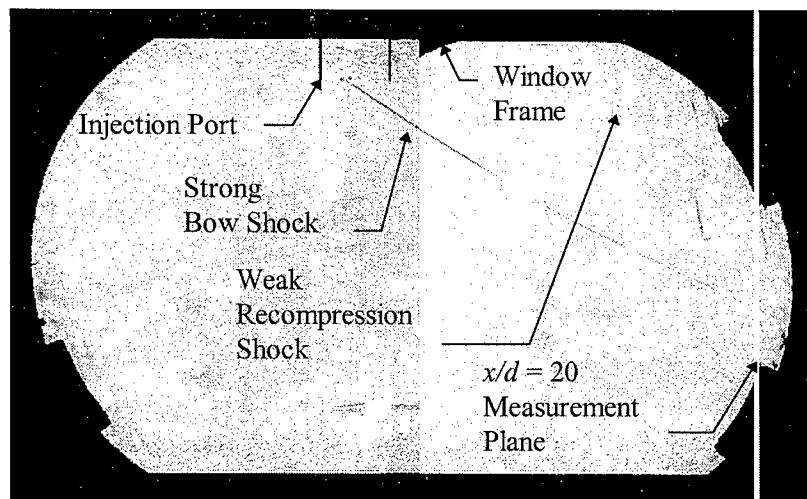 Injection Port
Window
Frame
Strong
Bow Shock
Weak
Recompression
Shock
x/d = 20
Measurement
Plane